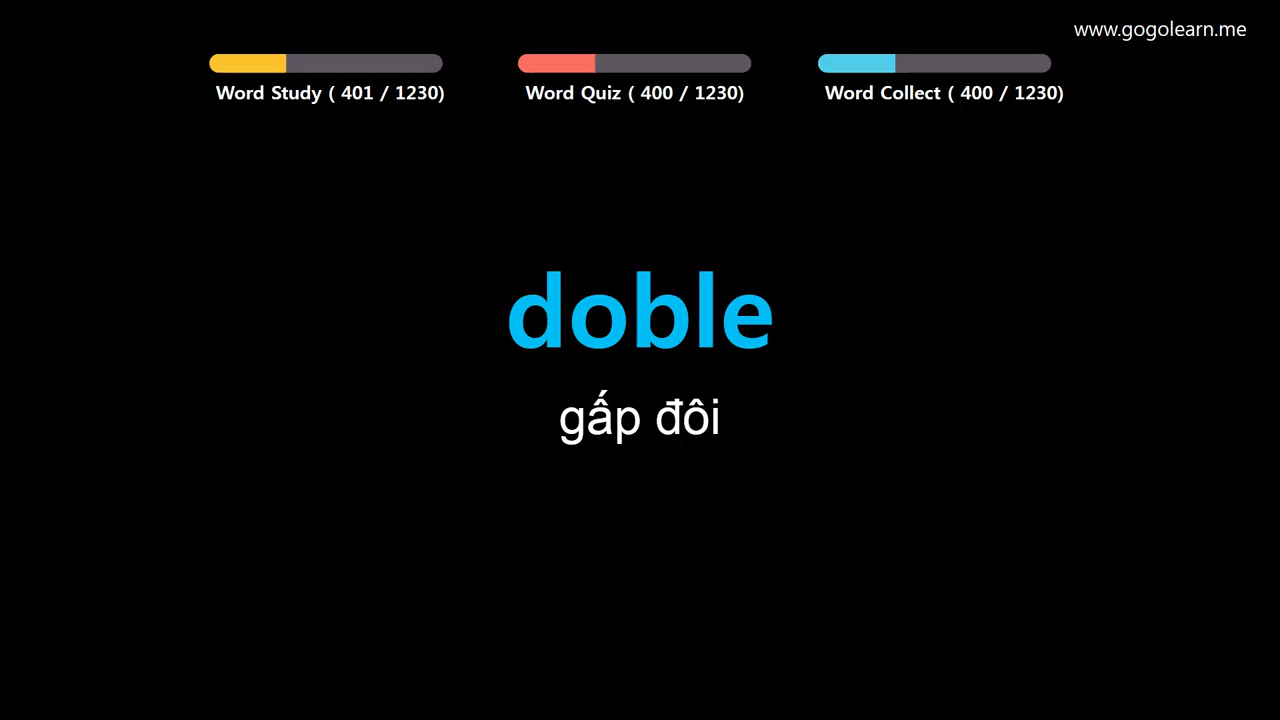 www.gogolearn.me
Word Study ( 401 / 1230)
Word Quiz ( 400 / 1230)
Word Collect ( 400 / 1230)
doble
gấp đôi